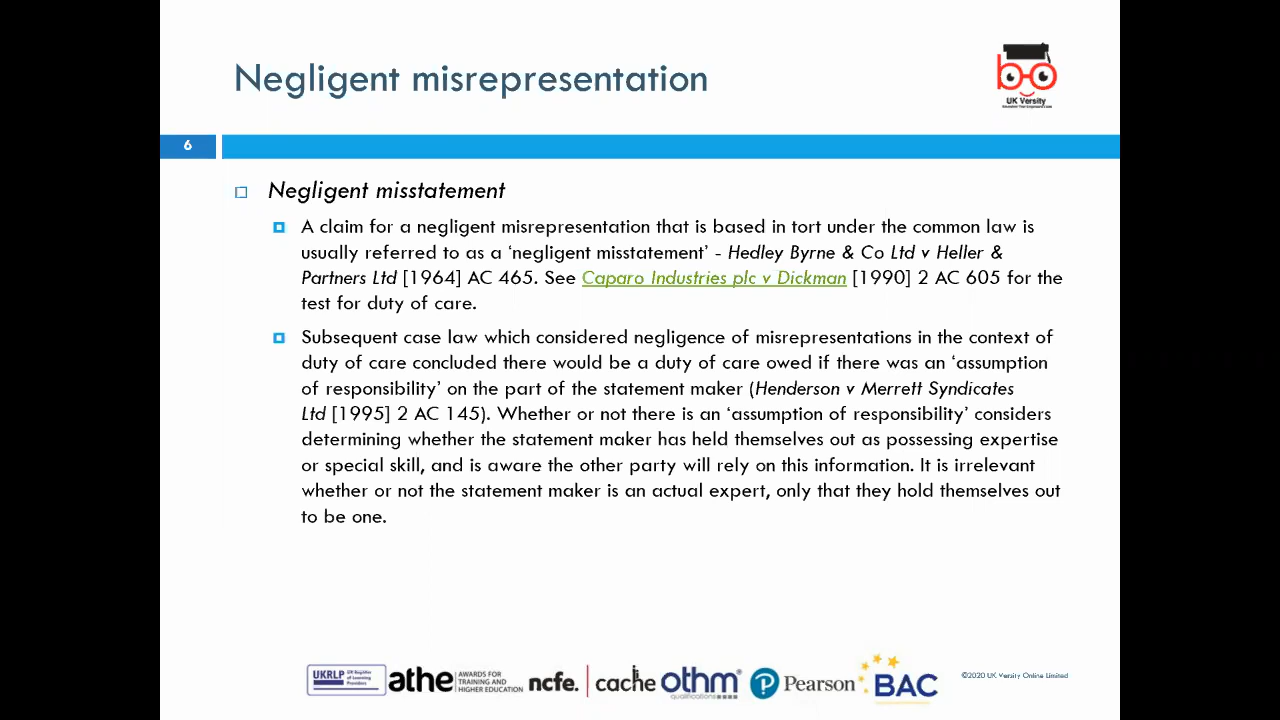 Negligent misrepresentation
UK Versity
6
Negligent misstatement
A claim for a negligent misrepresentation that is based in tort under the common law is
usually referred to as a ‘negligent misstatement’ - Hedley Byrne & Co Ltd v Heller &
Partners Ltd [1964] AC 465. See Caparo Industries plc v Dickman [1990] 2 AC 605 for the
test for duty of care.
Subsequent case law which considered negligence of misrepresentations in the context of
duty of care concluded there would be a duty of care owed if there was an ‘assumption
of responsibility’ on the part of the statement maker (Henderson v Merrett Syndicates
Ltd [1995] 2 AC 145). Whether or not there is an ‘assumption of responsibility’ considers
determining whether the statement maker has held themselves out as possessing expertise
or special skill, and is aware the other party will rely on this information. It is irrelevant
whether or not the statement maker is an actual expert, only that they hold themselves out
to be one.
UKRLP UK Register of Learning Providers
athe AWARDS FOR TRAINING AND HIGHER EDUCATION
ncfe. cache
othm qualifications
Pearson
BAC
©2020 UK Versity Online Limited